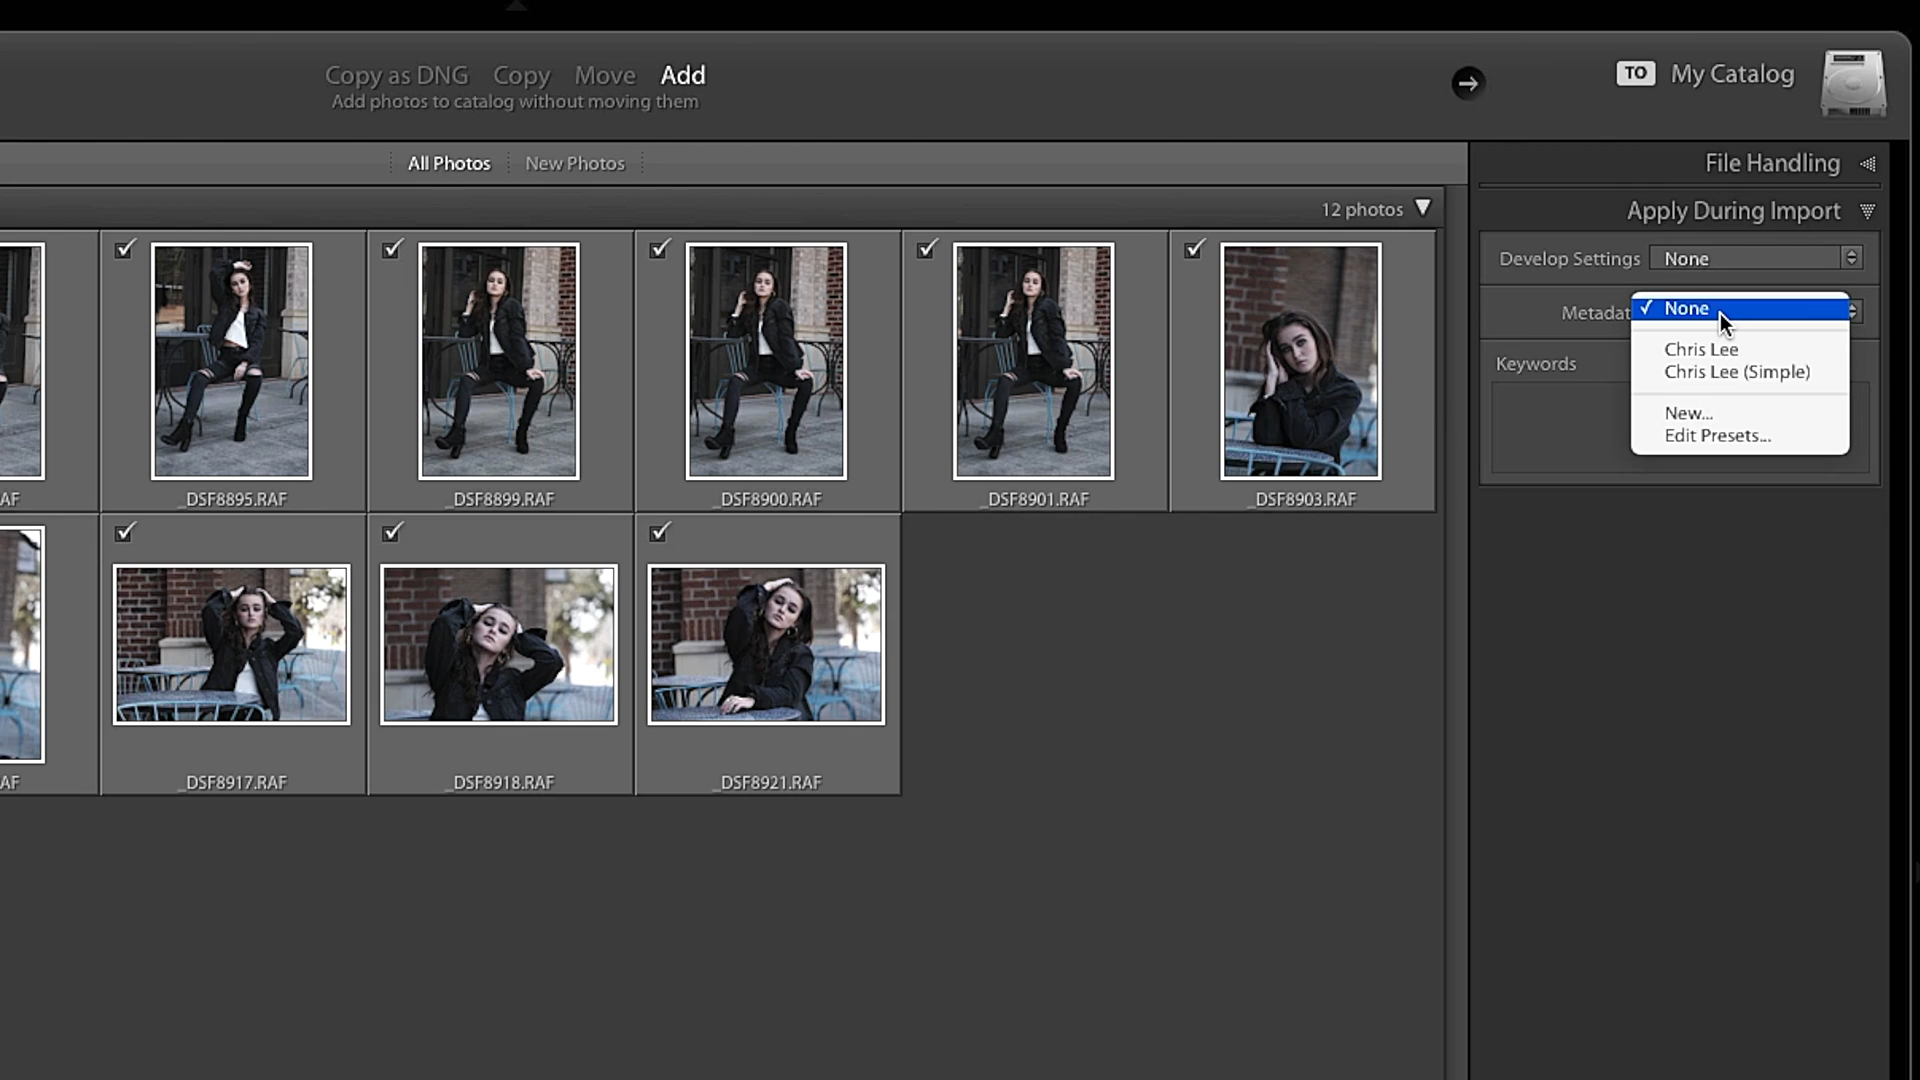 Copy as DNG Copy Move Add
Add photos to catalog without moving them
TO My Catalog
All Photos New Photos
File Handling
12 photos
Apply During Import
Develop Settings None
Metadat
None
Chris Lee
Chris Lee (Simple)
New...
Edit Presets...
Keywords
AF _DSF8895.RAF _DSF8899.RAF _DSF8900.RAF _DSF8901.RAF _DSF8903.RAF
AF _DSF8917.RAF _DSF8918.RAF _DSF8921.RAF